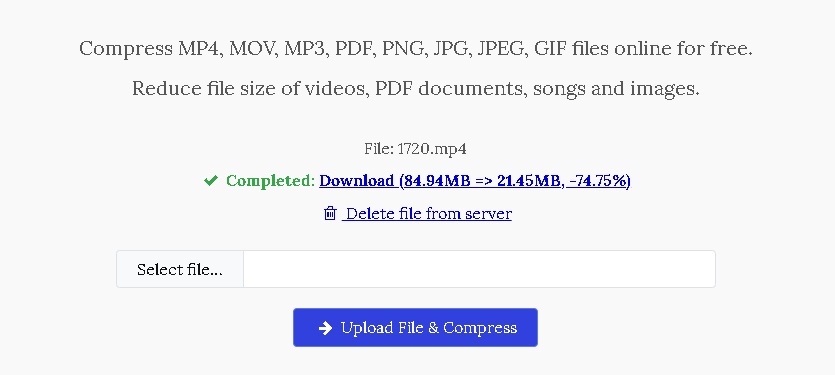 Compress MP4, MOV, MP3, PDF, PNG, JPG, JPEG, GIF files online for free.
Reduce file size of videos, PDF documents, songs and images.
File: 1720.mp4
Completed: Download (84.94MB => 21.45MB, -74.75%)
Delete file from server
Select file...
Upload File & Compress